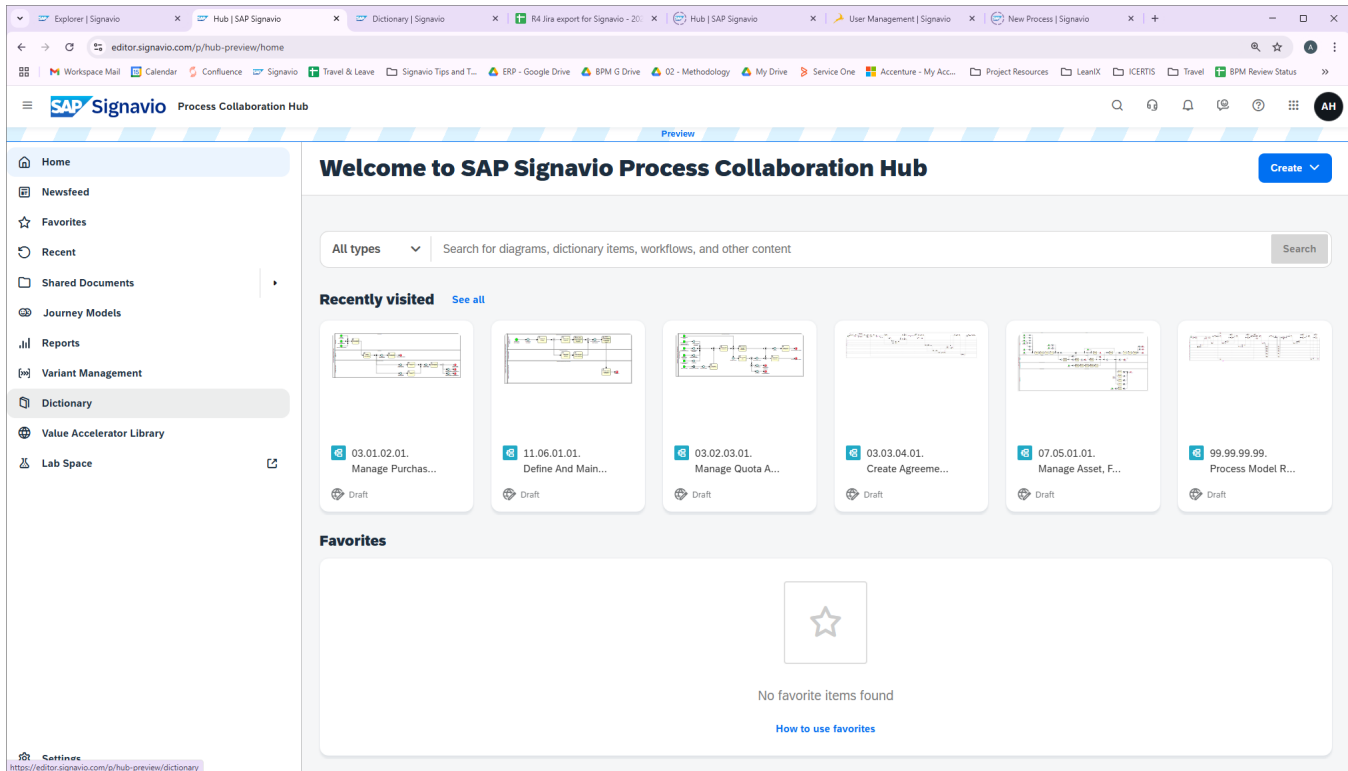 Explorer | Signavio
Hub | SAP Signavio
Dictionary | Signavio
R4 Jira export for Signavio - 20
Hub | SAP Signavio
User Management | Signavio
New Process | Signavio
editor.signavio.com/p/hub-preview/home
A
Workspace Mail
Calendar
Confluence
Signavio
Travel & Leave
Signavio Tips and T...
ERP - Google Drive
BPM G Drive
02 - Methodology
My Drive
Service One
Accenture - My Acc...
Project Resources
LeanIX
ICERTIS
Travel
BPM Review Status
SAP Signavio Process Collaboration Hub
AH
Preview
Home
Newsfeed
Favorites
Recent
Shared Documents
Journey Models
Reports
Variant Management
Dictionary
Value Accelerator Library
Lab Space
Settings
https://editor.signavio.com/p/hub-preview/dictionary
Welcome to SAP Signavio Process Collaboration Hub
Create
All types
Search for diagrams, dictionary items, workflows, and other content
Search
Recently visited See all
03.01.02.01.
Manage Purchas...
Draft
11.06.01.01.
Define And Main...
Draft
03.02.03.01.
Manage Quota A...
Draft
03.03.04.01.
Create Agreeme...
Draft
07.05.01.01.
Manage Asset, F...
Draft
99.99.99.99.
Process Model R...
Draft
Favorites
No favorite items found
How to use favorites